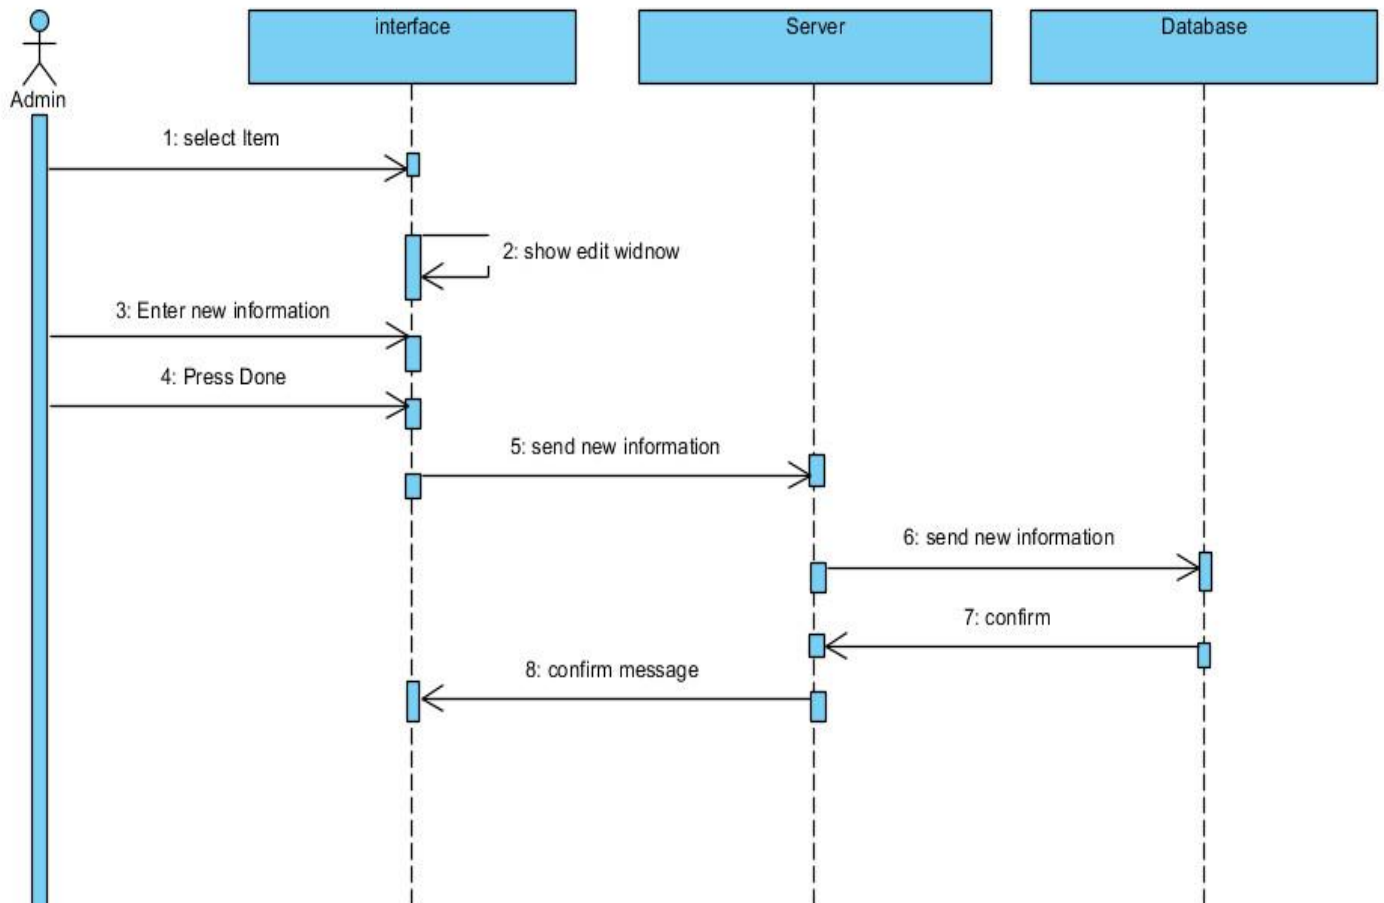 interface
Server
Database
Admin
1: select Item
2: show edit widnow
3: Enter new information
4: Press Done
5: send new information
6: send new information
7: confirm
8: confirm message